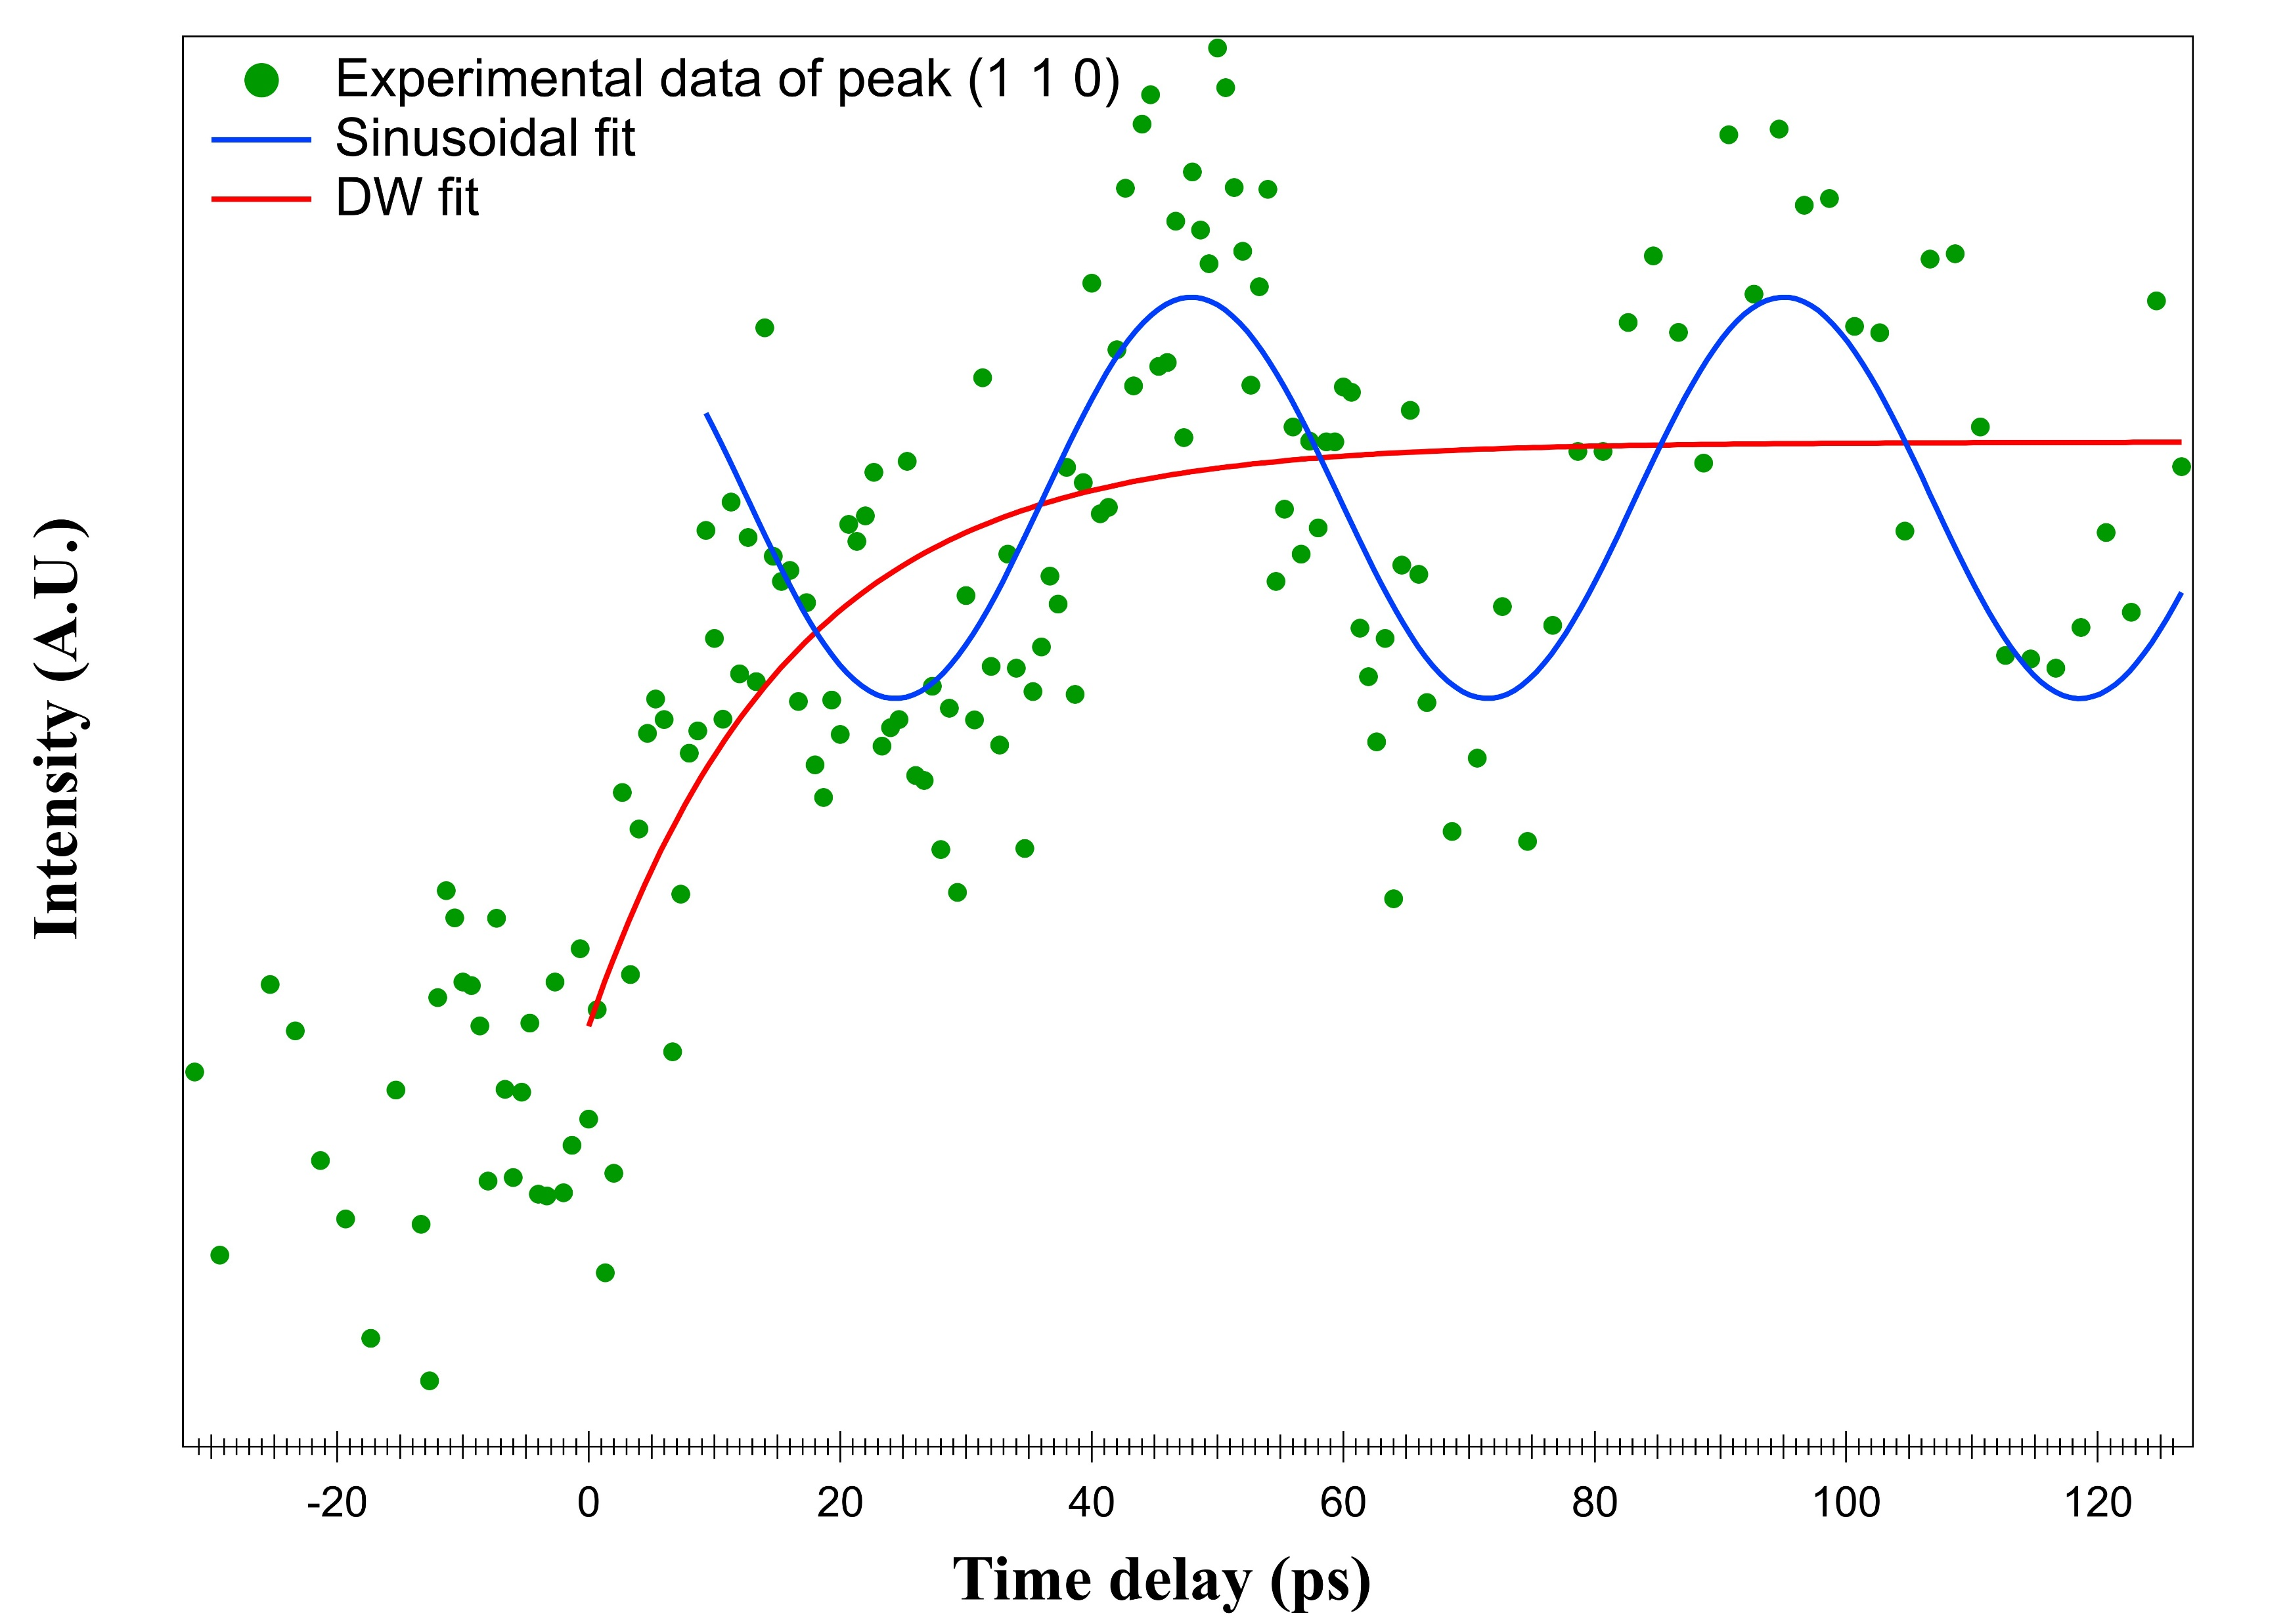 Experimental data of peak (1 1 0)
Sinusoidal fit
DW fit
Intensity (A.U.)
-20 0 20 40 60 80 100 120
Time delay (ps)